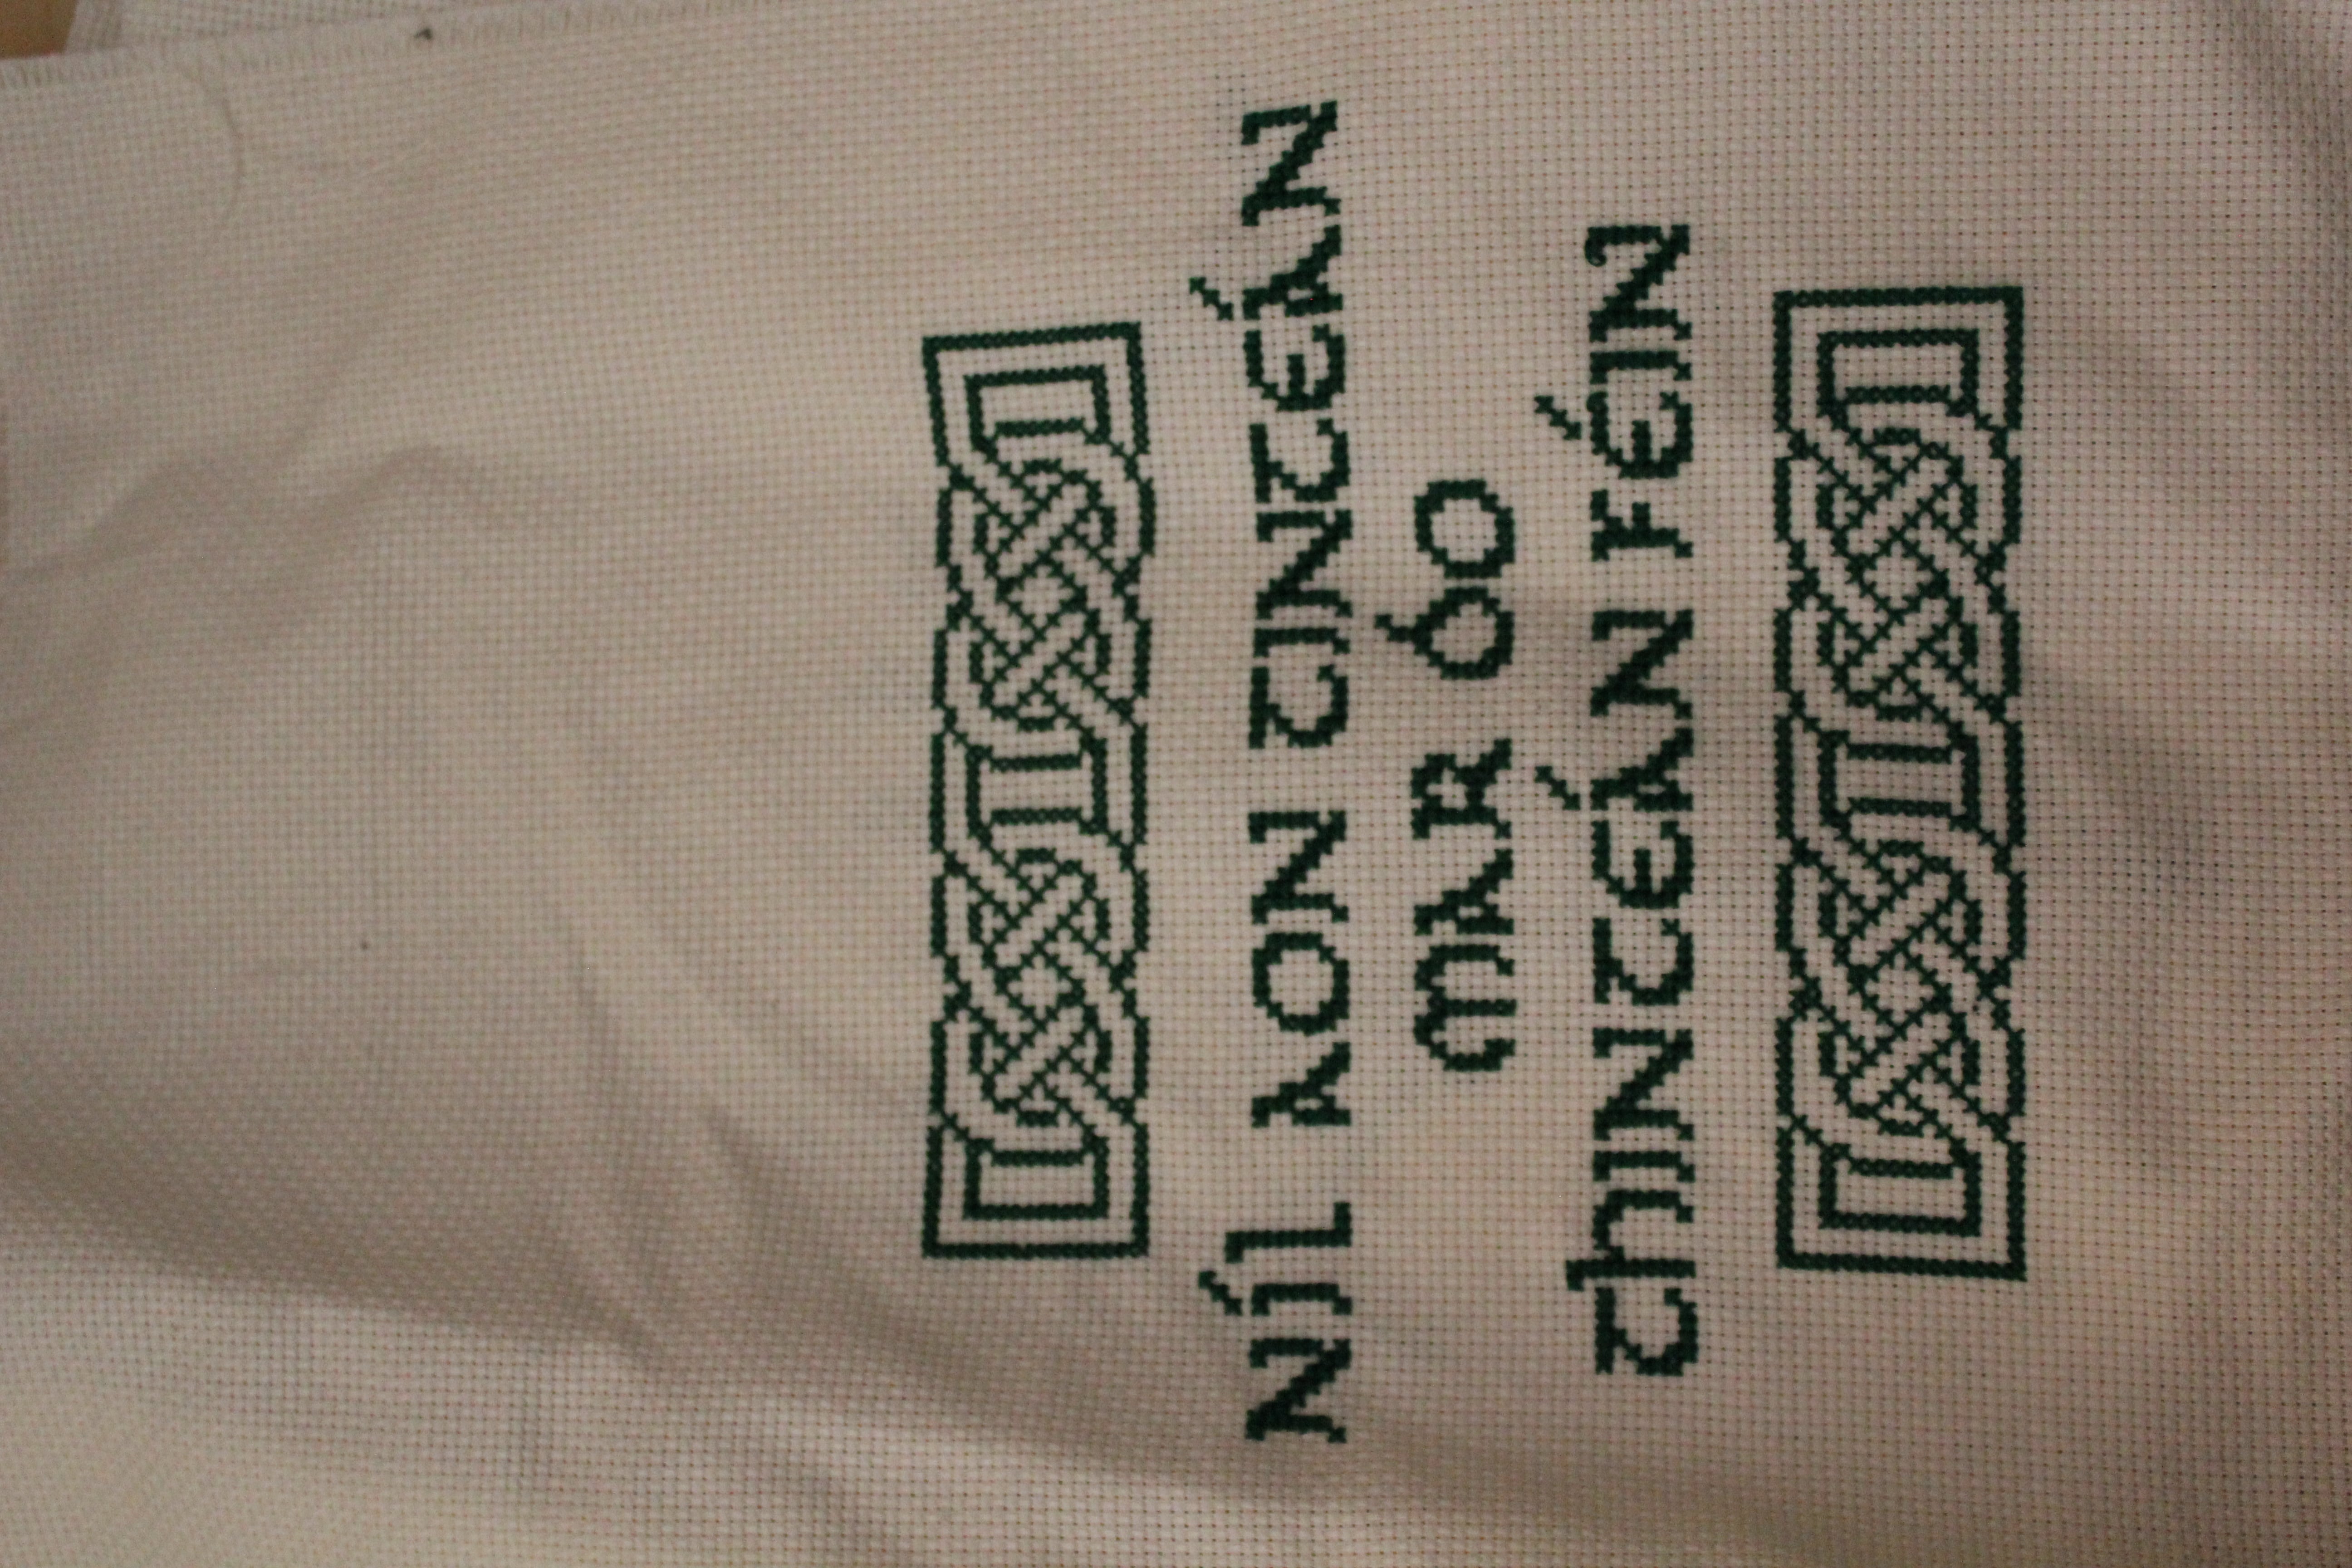 NÍL AON TINTEÁN
MAR DO
THINTEÁN FÉIN